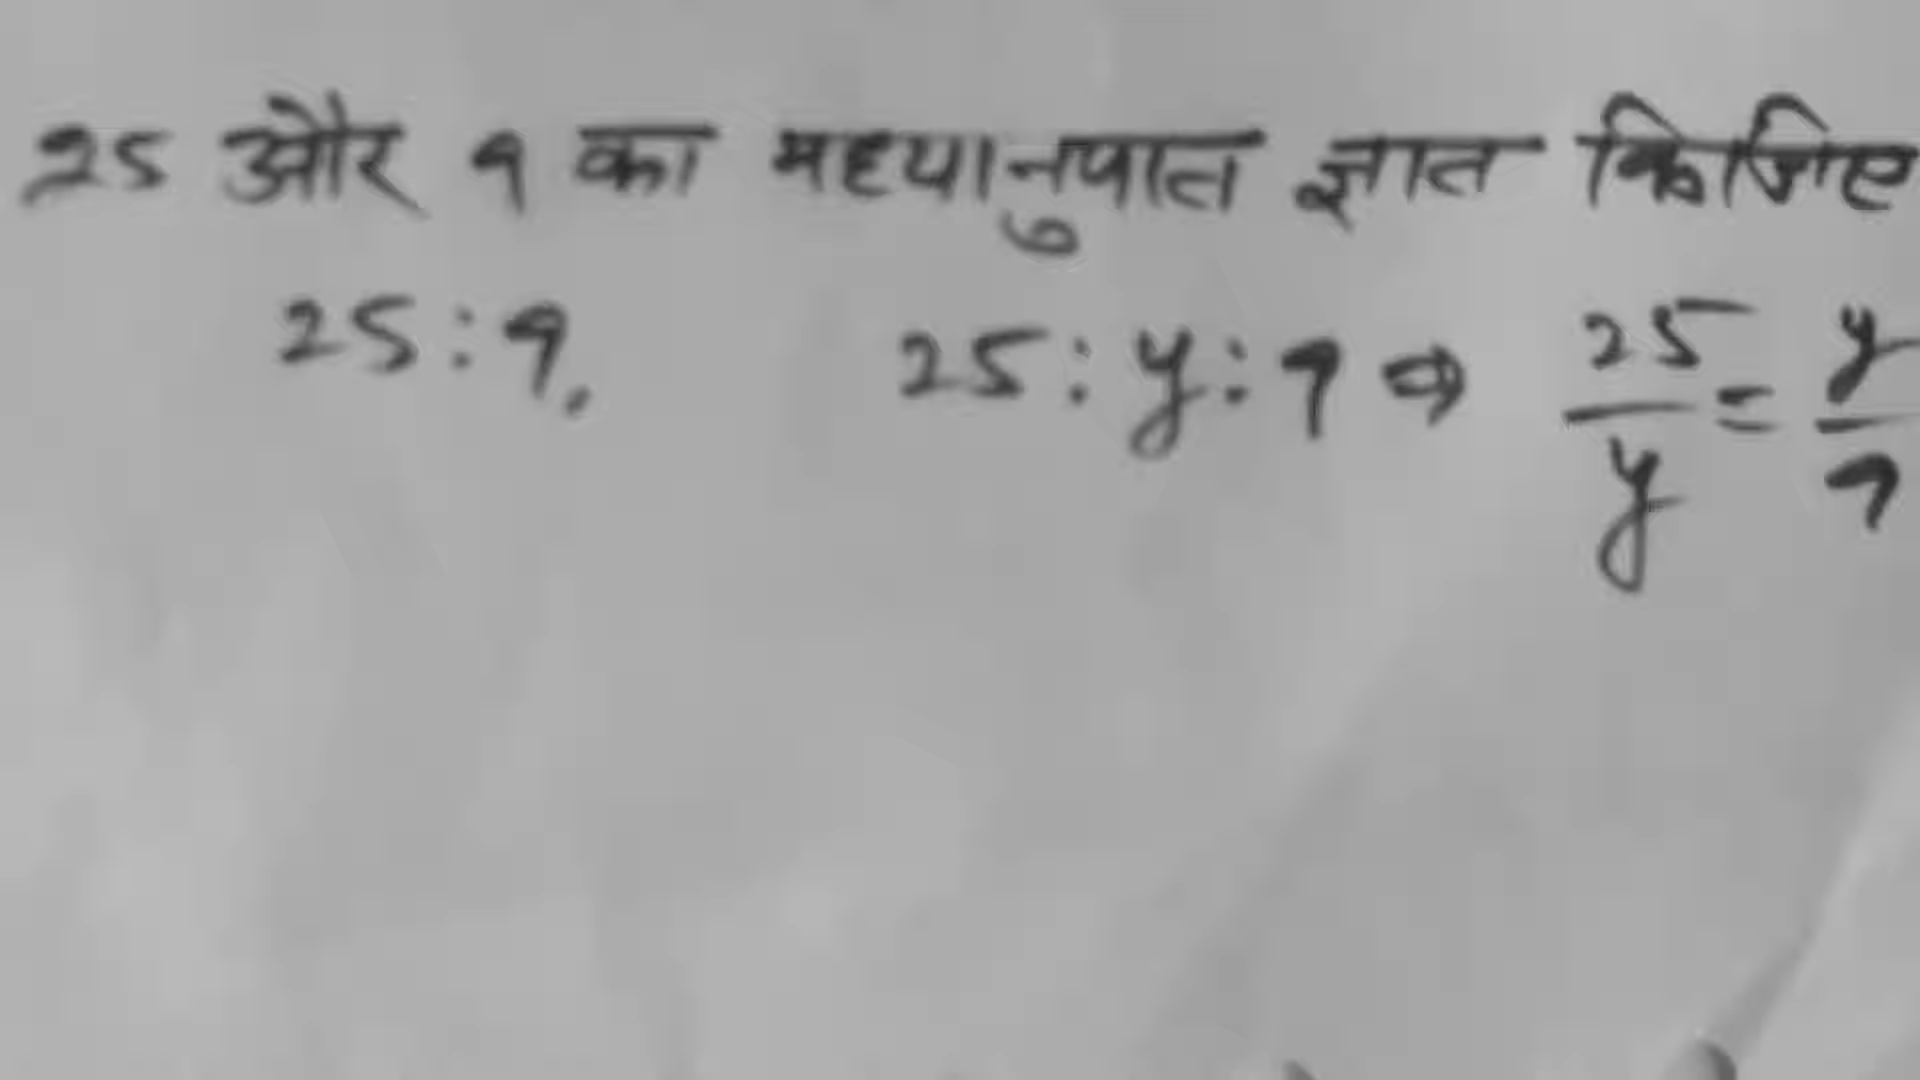 25 और 9 का मध्यानुपात ज्ञात किजिए
25:9, 25:y:9 ⇒ 25/y = y/9